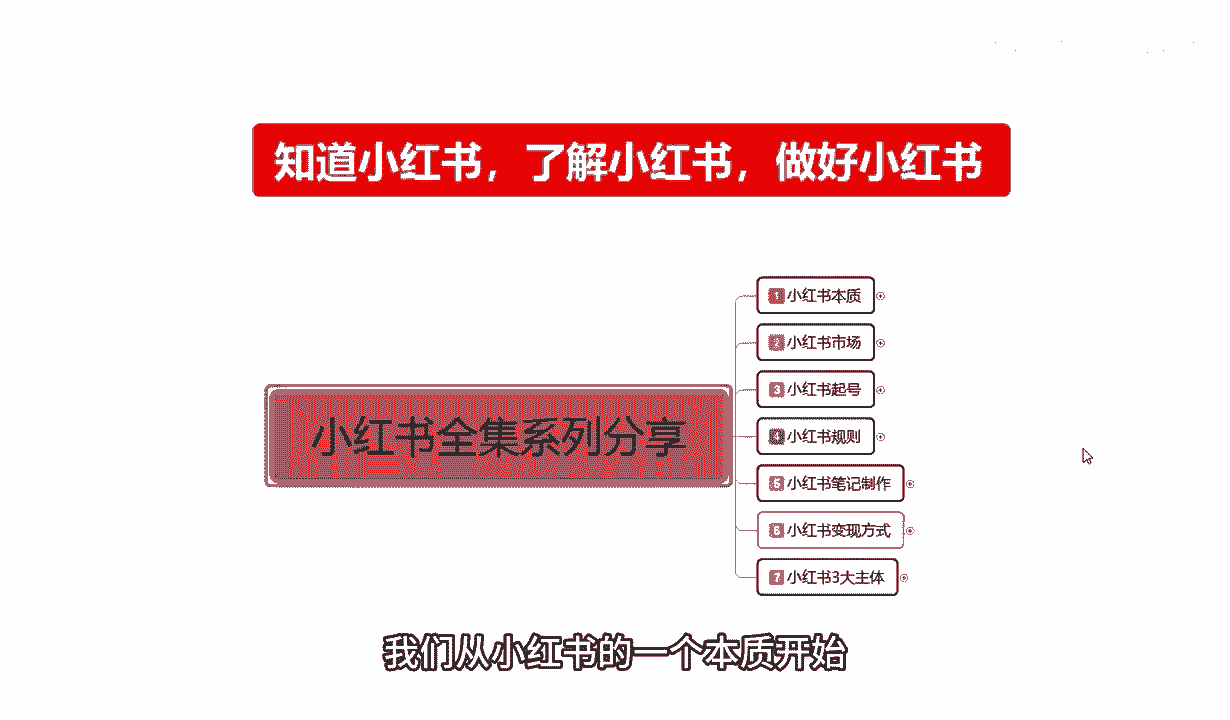 知道小红书，了解小红书，做好小红书
小红书全集系列分享
1 小红书本质
2 小红书市场
3 小红书起号
4 小红书规则
5 小红书笔记制作
6 小红书变现方式
7 小红书3大主体
我们从小红书的一个本质开始